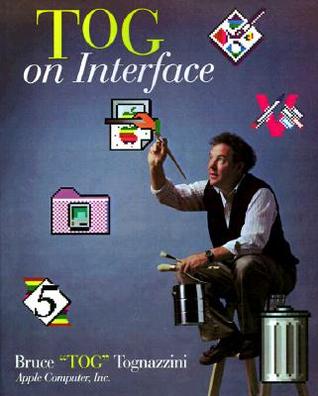 TOG
on Interface
5
Bruce "TOG" Tognazzini
Apple Computer, Inc.